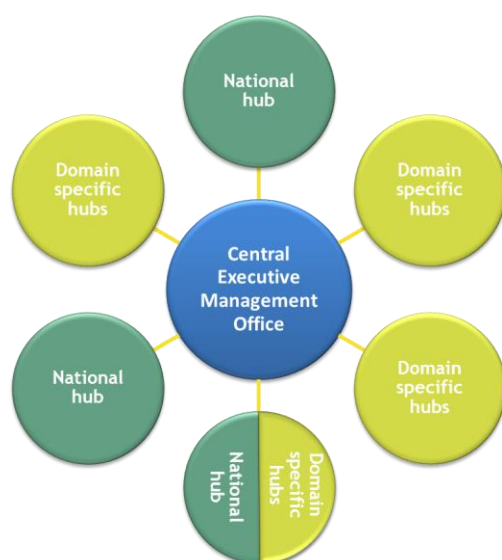 National
hub
Domain
specific
hubs
Domain
specific
hubs
Central
Executive
Management
Office
National
hub
Domain
specific
hubs
National
hub
Domain
specific
hubs